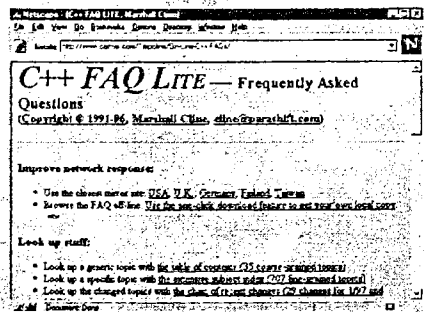 Netscape - [C++ FAQ LITE, Marshall Cline]
File Edit View Go Bookmarks Options Directory Window Help
C++ FAQ LITE — Frequently Asked
Questions
(Copyright © 1991-96, Marshall Cline, cline@parashift.com)
Improve network response:
• Use the closest mirror site: USA, U.K., Germany, Finland, Taiwan
• Browse the FAQ off-line: Use the one-click download feature to get your own local copy
Look up stuff:
• Look up a generic topic with the table of contents (35 coarse-grained topics)
• Look up a specific topic with the extensive subject index (707 fine-grained topics)
• Look up the changed topics with the chart of recent changes (29 changes for 1/97 and
Document Done